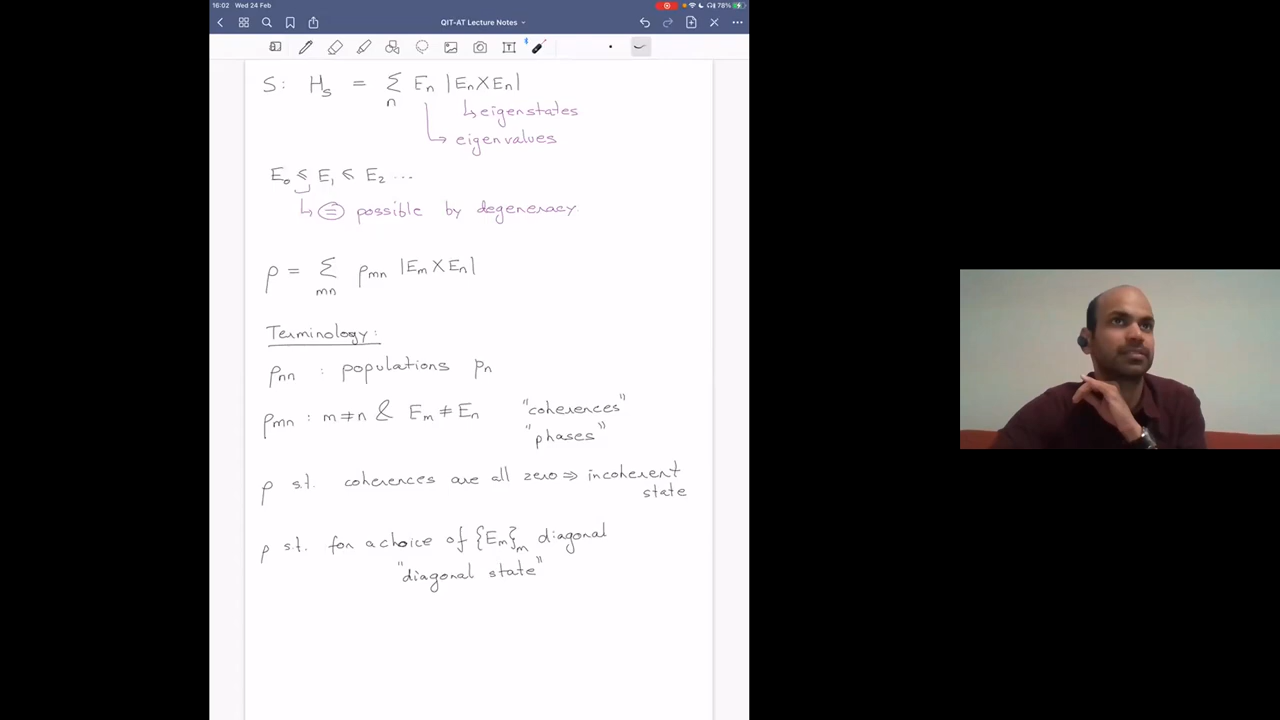 16:02 Wed 24 Feb
78%
QIT-AT Lecture Notes
S: H_s = Σ_n E_n |E_n X E_n|
↳ eigenstates
↳ eigenvalues
E_0 ≤ E_1 ≤ E_2 ...
↳ = possible by degeneracy.
ρ = Σ_mn ρ_mn |E_m X E_n|
Terminology:
ρ_nn : populations p_n
ρ_mn : m ≠ n & E_m ≠ E_n "coherences"
"phases"
ρ s.t. coherences are all zero ⇒ incoherent
state
ρ s.t. for a choice of {E_m}_m diagonal
"diagonal state"